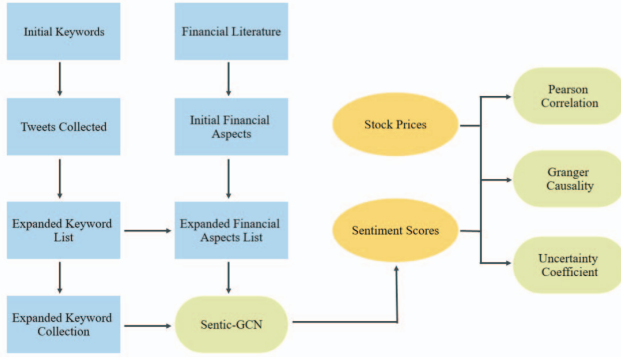 Initial Keywords
Financial Literature
Tweets Collected
Initial Financial
Aspects
Expanded Keyword
List
Expanded Financial
Aspects List
Expanded Keyword
Collection
Sentic-GCN
Stock Prices
Sentiment Scores
Pearson
Correlation
Granger
Causality
Uncertainty
Coefficient